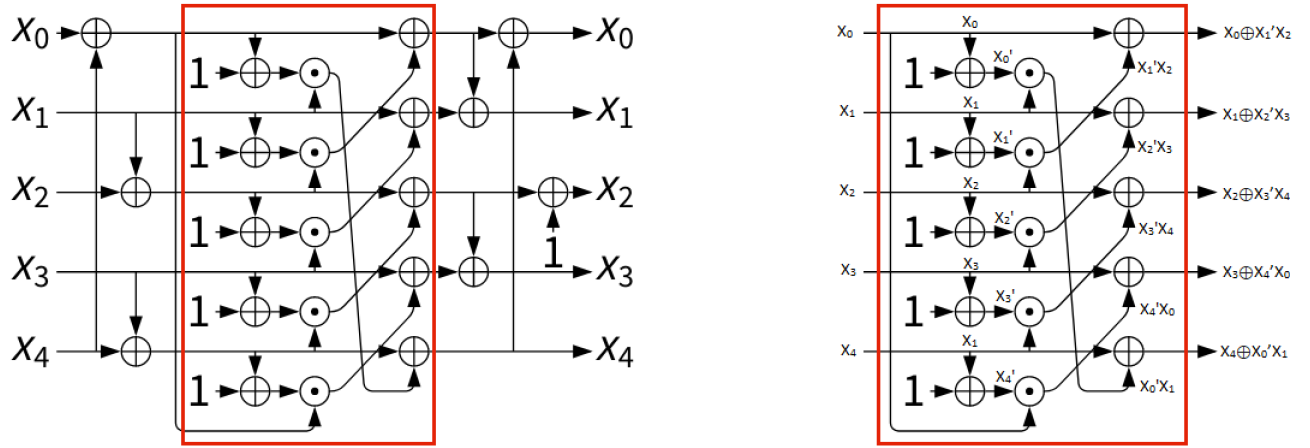 x₀ x₀
1
x₁ x₁
1
x₂ x₂
1
1
x₃ x₃
1
x₄ x₄
1
X₀ X₀ X₀⊕X₁'X₂
1 X₀' X₁'X₂
X₁ X₁ X₁⊕X₂'X₃
1 X₁' X₂'X₃
X₂ X₂ X₂⊕X₃'X₄
1 X₂' X₃'X₄
X₃ X₃ X₃⊕X₄'X₀
1 X₃' X₄'X₀
X₄ X₁ X₄⊕X₀'X₁
1 X₄' X₀'X₁